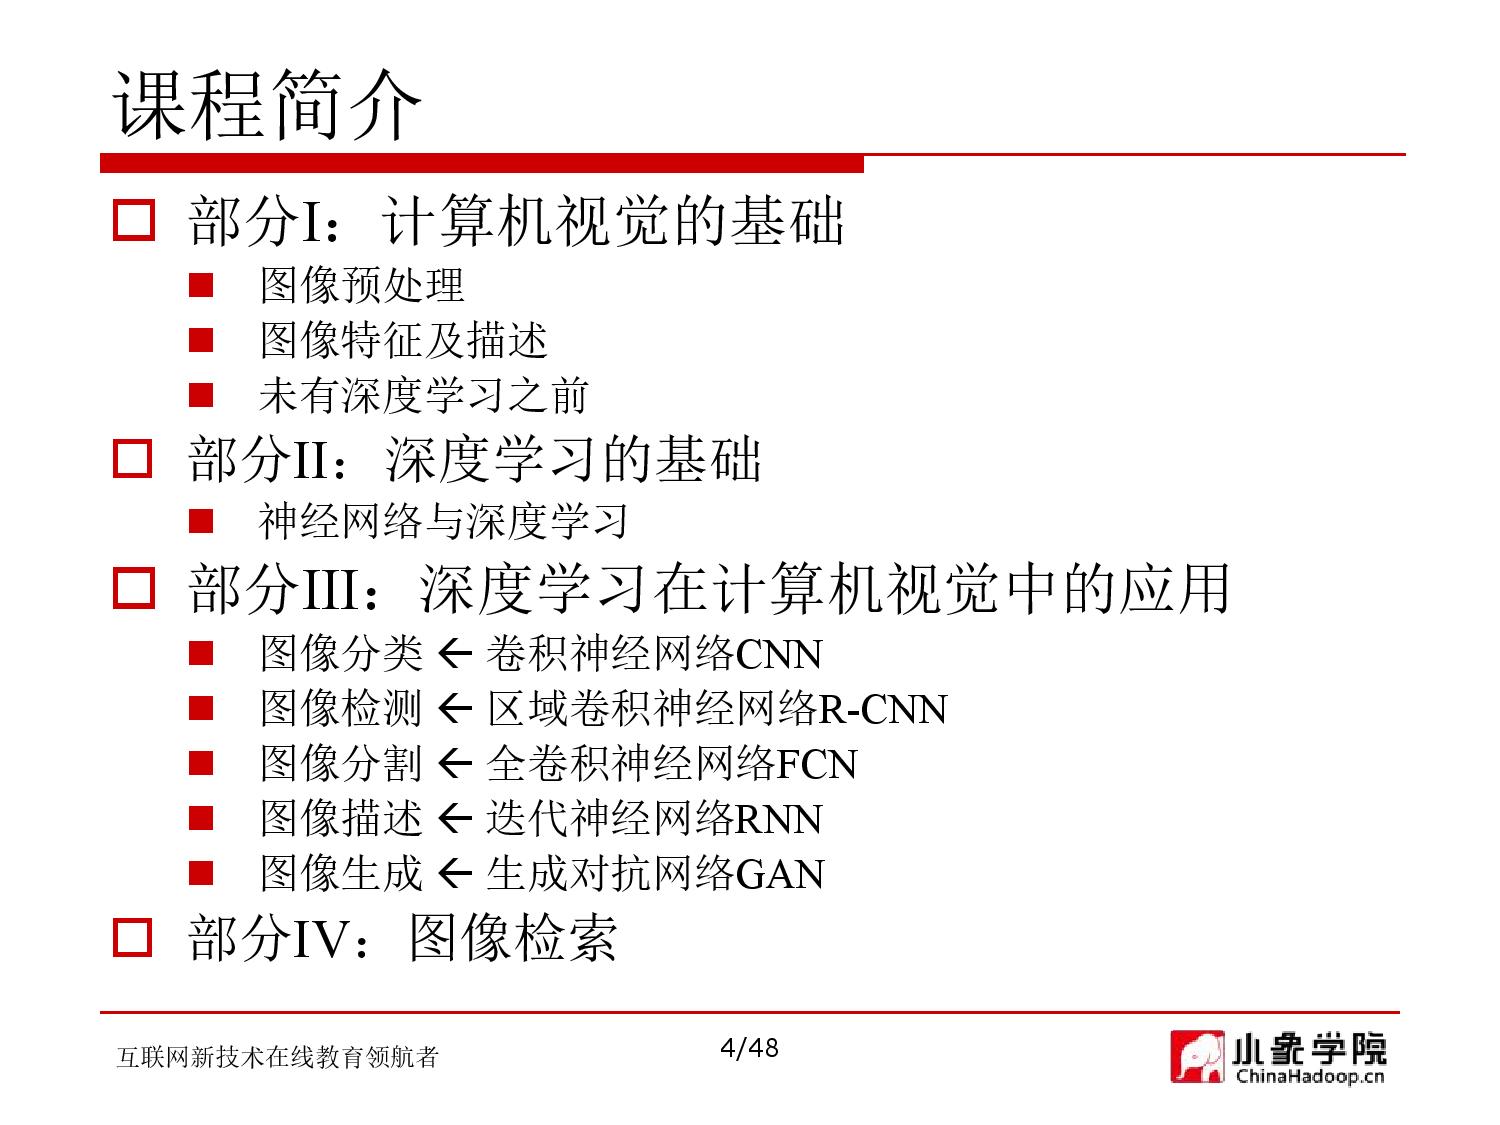 课程简介
部分I：计算机视觉的基础
图像预处理
图像特征及描述
未有深度学习之前
部分II：深度学习的基础
神经网络与深度学习
部分III：深度学习在计算机视觉中的应用
图像分类 ← 卷积神经网络CNN
图像检测 ← 区域卷积神经网络R-CNN
图像分割 ← 全卷积神经网络FCN
图像描述 ← 迭代神经网络RNN
图像生成 ← 生成对抗网络GAN
部分IV：图像检索
互联网新技术在线教育领航者
4/48
小象学院
ChinaHadoop.cn